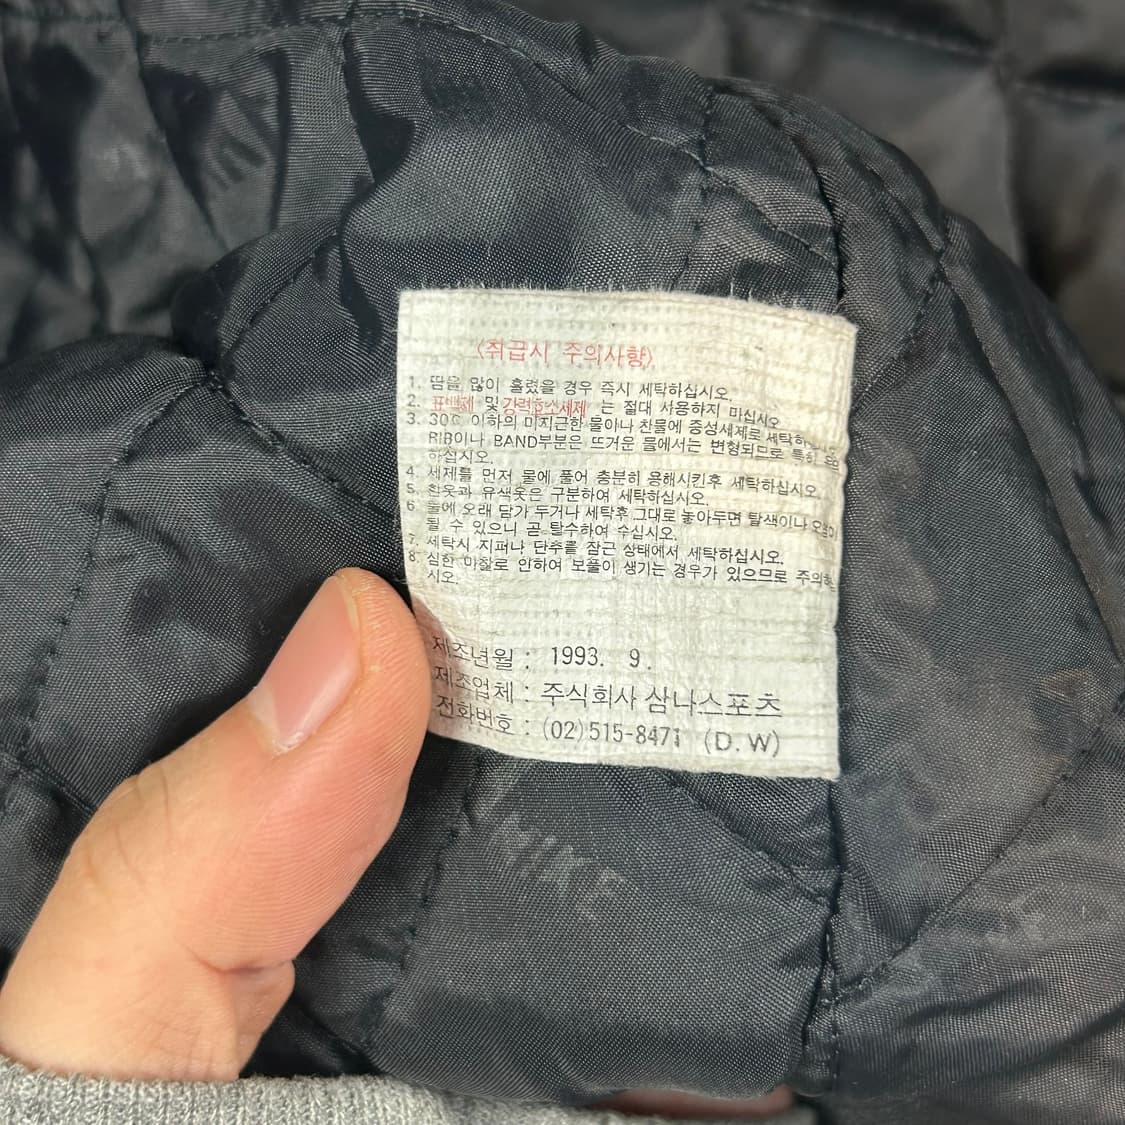 〈취급시 주의사항〉
1. 땀을 많이 흘렸을 경우 즉시 세탁하십시오.
2. 표백제 및 강력효소세제 는 절대 사용하지 마십시오
3. 30℃ 이하의 미지근한 물이나 찬물에 중성세제로 세탁하
RIB이나 BAND부분은 뜨거운 물에서는 변형되므로 특히
하십시오.
4. 세제를 먼저 물에 풀어 충분히 용해시킨후 세탁하십시오.
5. 흰옷과 유색옷은 구분하여 세탁하십시오.
6. 물에 오래 담가 두거나 세탁후 그대로 놓아두면 탈색이나
될 수 있으니 곧 탈수하여 주십시오.
7. 세탁시 지퍼나 단추를 잠근 상태에서 세탁하십시오.
8. 심한 마찰로 인하여 보풀이 생기는 경우가 있으므로 주의하
시오.
제조년월 : 1993. 9.
제조업체 : 주식회사 삼나스포츠
전화번호 : (02)515-8471 (D.W)